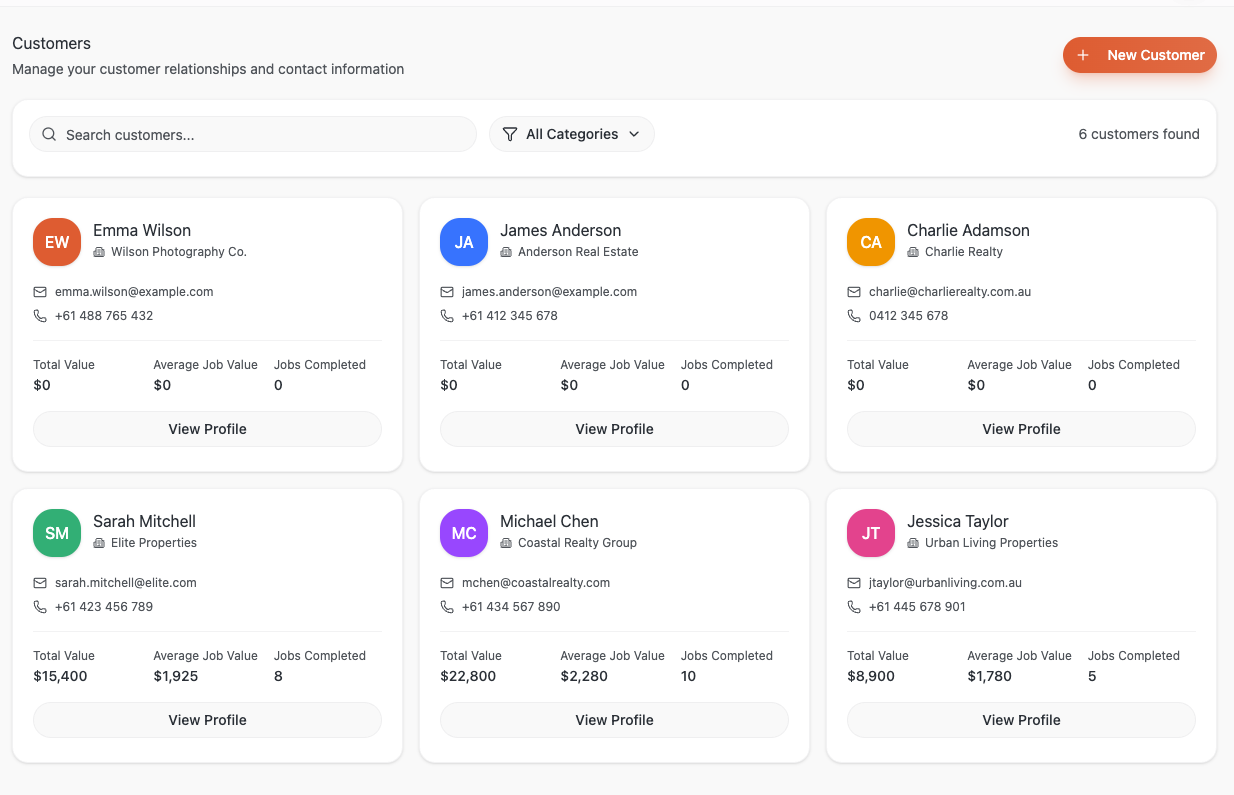 Customers
Manage your customer relationships and contact information
New Customer
Search customers...
All Categories
6 customers found
EW
Emma Wilson
Wilson Photography Co.
emma.wilson@example.com
+61 488 765 432
Total Value Average Job Value Jobs Completed
$0 $0 0
View Profile
JA
James Anderson
Anderson Real Estate
james.anderson@example.com
+61 412 345 678
Total Value Average Job Value Jobs Completed
$0 $0 0
View Profile
CA
Charlie Adamson
Charlie Realty
charlie@charlierealty.com.au
0412 345 678
Total Value Average Job Value Jobs Completed
$0 $0 0
View Profile
SM
Sarah Mitchell
Elite Properties
sarah.mitchell@elite.com
+61 423 456 789
Total Value Average Job Value Jobs Completed
$15,400 $1,925 8
View Profile
MC
Michael Chen
Coastal Realty Group
mchen@coastalrealty.com
+61 434 567 890
Total Value Average Job Value Jobs Completed
$22,800 $2,280 10
View Profile
JT
Jessica Taylor
Urban Living Properties
jtaylor@urbanliving.com.au
+61 445 678 901
Total Value Average Job Value Jobs Completed
$8,900 $1,780 5
View Profile